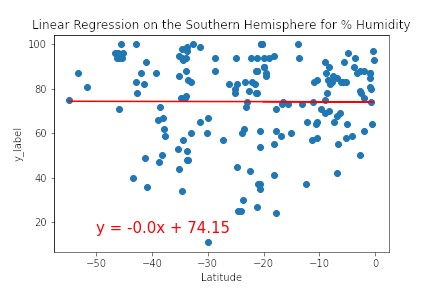 Linear Regression on the Southern Hemisphere for % Humidity
100
80
60
40
20
y_label
y = -0.0x + 74.15
−50 −40 −30 −20 −10 0
Latitude